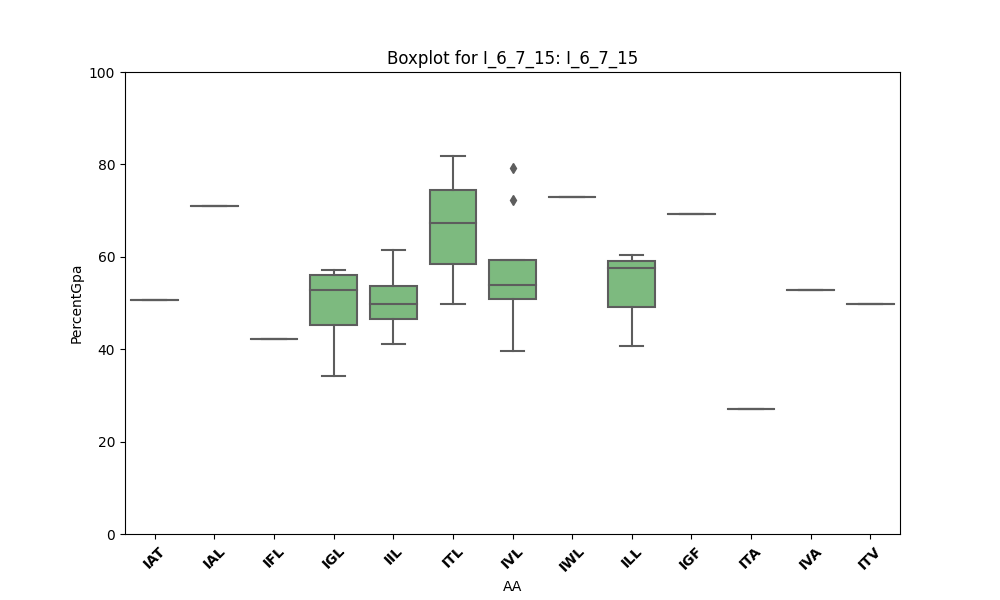 Boxplot for I_6_7_15: I_6_7_15
100
80
60
40
20
0
PercentGpa
IAT IAL IFL IGL IIL ITL IVL IWL ILL IGF ITA IVA ITV
AA